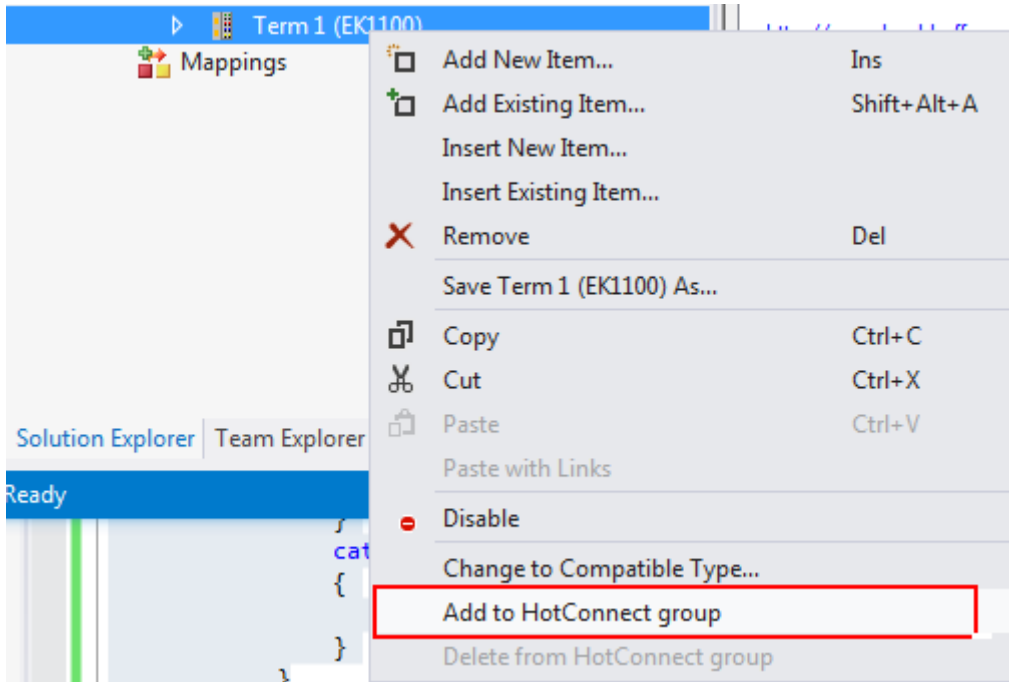 Term 1 (EK1100)
Mappings
Add New Item... Ins
Add Existing Item... Shift+Alt+A
Insert New Item...
Insert Existing Item...
Remove Del
Save Term 1 (EK1100) As...
Copy Ctrl+C
Cut Ctrl+X
Paste Ctrl+V
Solution Explorer Team Explorer
Paste with Links
Ready
Disable
}
cat
Change to Compatible Type...
{
Add to HotConnect group
}
Delete from HotConnect group
}